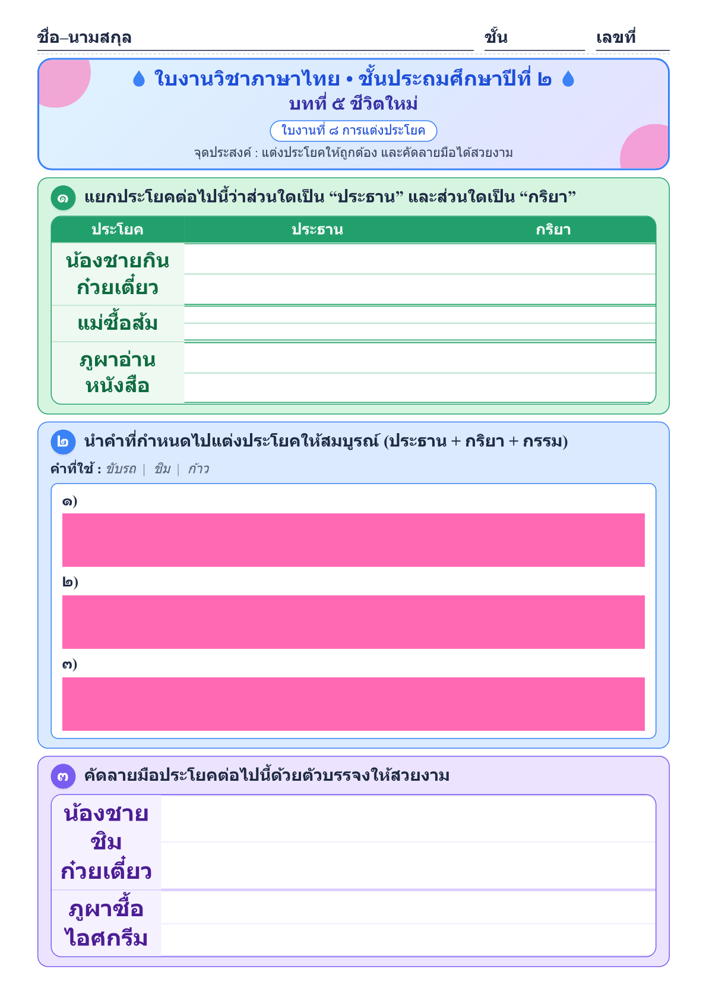 ชื่อ–นามสกุล ชั้น เลขที่
ใบงานวิชาภาษาไทย • ชั้นประถมศึกษาปีที่ ๒
บทที่ ๕ ชีวิตใหม่
ใบงานที่ ๘ การแต่งประโยค
จุดประสงค์ : แต่งประโยคให้ถูกต้อง และคัดลายมือได้สวยงาม
๑ แยกประโยคต่อไปนี้ว่าส่วนใดเป็น “ประธาน” และส่วนใดเป็น “กริยา”
ประโยค ประธาน กริยา
น้องชายกิน
ก๋วยเตี๋ยว
แม่ซื้อส้ม
ภูผาอ่าน
หนังสือ
๒ นำคำที่กำหนดไปแต่งประโยคให้สมบูรณ์ (ประธาน + กริยา + กรรม)
คำที่ใช้ : ขับรถ | ชิม | ก้าว
๑)
๒)
๓)
๓ คัดลายมือประโยคต่อไปนี้ด้วยตัวบรรจงให้สวยงาม
น้องชาย
ชิม
ก๋วยเตี๋ยว
ภูผาซื้อ
ไอศกรีม